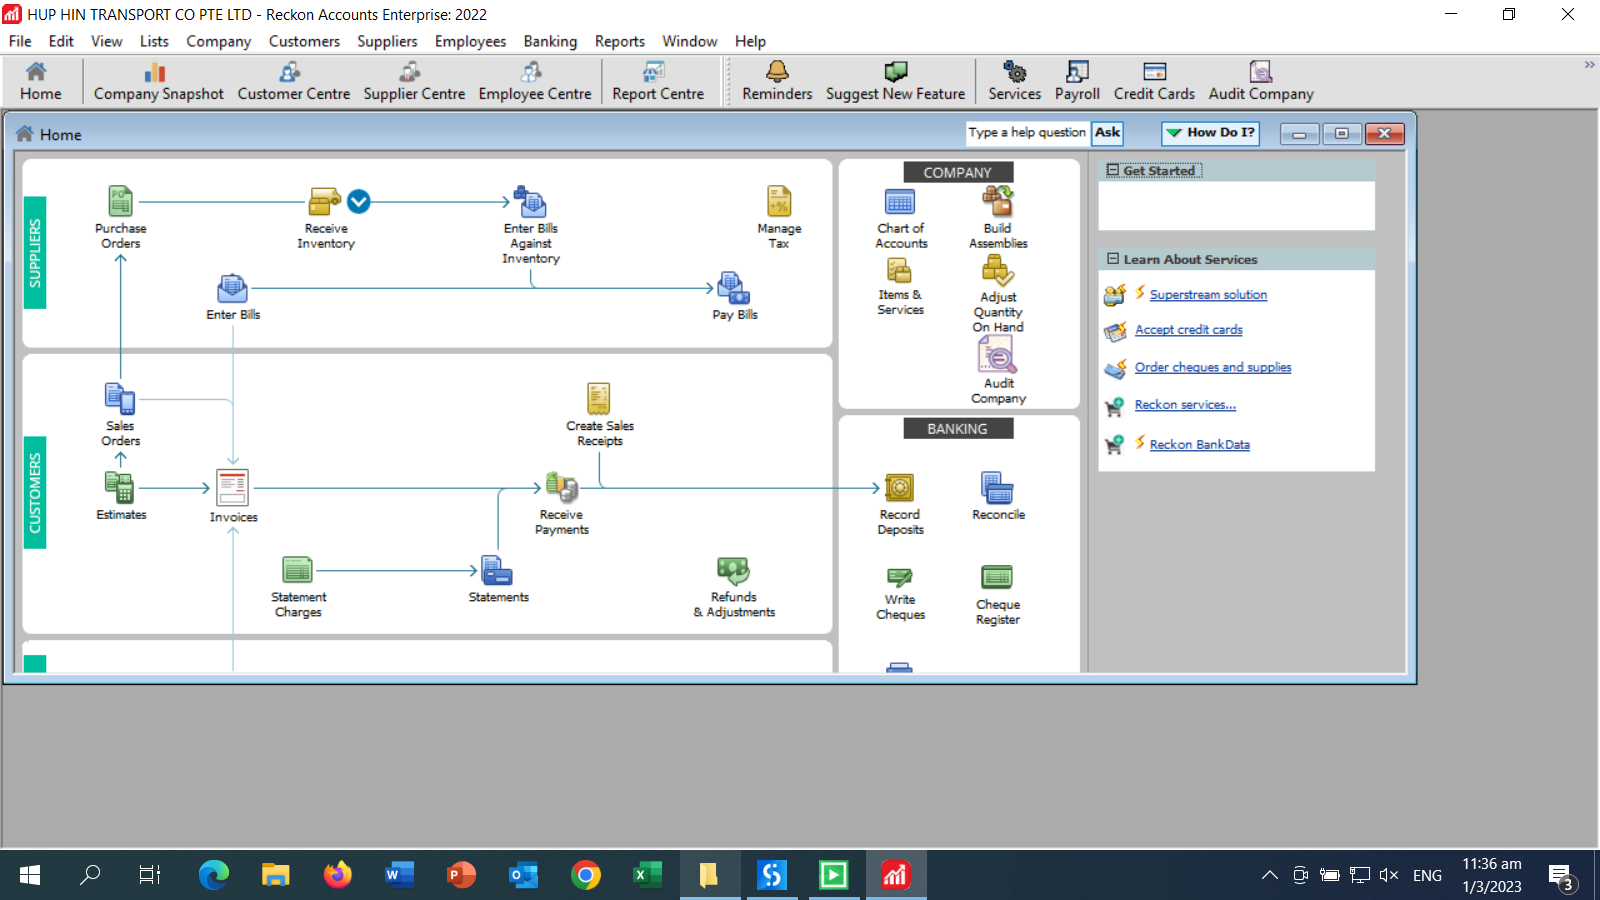 HUP HIN TRANSPORT CO PTE LTD - Reckon Accounts Enterprise: 2022
File Edit View Lists Company Customers Suppliers Employees Banking Reports Window Help
Home Company Snapshot Customer Centre Supplier Centre Employee Centre Report Centre Reminders Suggest New Feature Services Payroll Credit Cards Audit Company
Home
Type a help question Ask
How Do I?
SUPPLIERS
Purchase
Orders
Receive
Inventory
Enter Bills
Against
Inventory
Manage
Tax
Enter Bills
Pay Bills
CUSTOMERS
Sales
Orders
Create Sales
Receipts
Estimates
Invoices
Receive
Payments
Statement
Charges
Statements
Refunds
& Adjustments
COMPANY
Chart of
Accounts
Build
Assemblies
Items &
Services
Adjust
Quantity
On Hand
Audit
Company
BANKING
Record
Deposits
Reconcile
Write
Cheques
Cheque
Register
Get Started
Learn About Services
Superstream solution
Accept credit cards
Order cheques and supplies
Reckon services...
Reckon BankData
ENG
11:36 am
1/3/2023
3